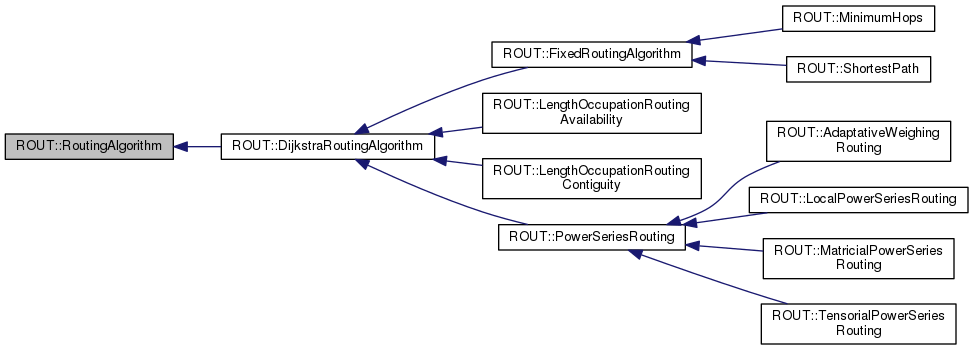 ROUT::MinimumHops
ROUT::FixedRoutingAlgorithm
ROUT::ShortestPath
ROUT::LengthOccupationRouting
Availability
ROUT::AdaptativeWeighing
Routing
ROUT::RoutingAlgorithm
ROUT::DijkstraRoutingAlgorithm
ROUT::LengthOccupationRouting
Contiguity
ROUT::LocalPowerSeriesRouting
ROUT::PowerSeriesRouting
ROUT::MatricialPowerSeries
Routing
ROUT::TensorialPowerSeries
Routing